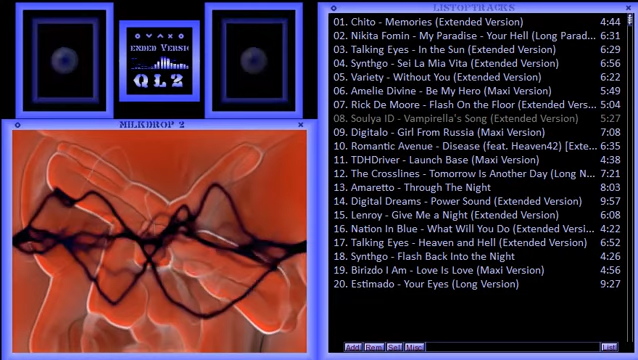 ENDED VERSI
QL2
MILKDROP 2
LISTOFTRACKS
01. Chito - Memories (Extended Version) 4:44
02. Nikita Fomin - My Paradise - Your Hell (Long Parad... 6:31
03. Talking Eyes - In the Sun (Extended Version) 6:29
04. Synthgo - Sei La Mia Vita (Extended Version) 6:56
05. Variety - Without You (Extended Version) 6:22
06. Amelie Divine - Be My Hero (Maxi Version) 5:49
07. Rick De Moore - Flash On the Floor (Extended Vers... 5:04
08. Soulya ID - Vampirella's Song (Extended Version) 5:27
09. Digitalo - Girl From Russia (Maxi Version) 7:08
10. Romantic Avenue - Disease (feat. Heaven42) [Exte... 6:35
11. TDHDriver - Launch Base (Maxi Version) 4:38
12. The Crosslines - Tomorrow Is Another Day (Long N... 7:21
13. Amaretto - Through The Night 8:03
14. Digital Dreams - Power Sound (Extended Version) 9:57
15. Lenroy - Give Me a Night (Extended Version) 6:08
16. Nation In Blue - What Will You Do (Extended Versi... 4:22
17. Talking Eyes - Heaven and Hell (Extended Version) 6:52
18. Synthgo - Flash Back Into the Night 4:26
19. Birizdo I Am - Love Is Love (Maxi Version) 4:56
20. Estimado - Your Eyes (Long Version) 9:27
Add Rem Sel Misc List